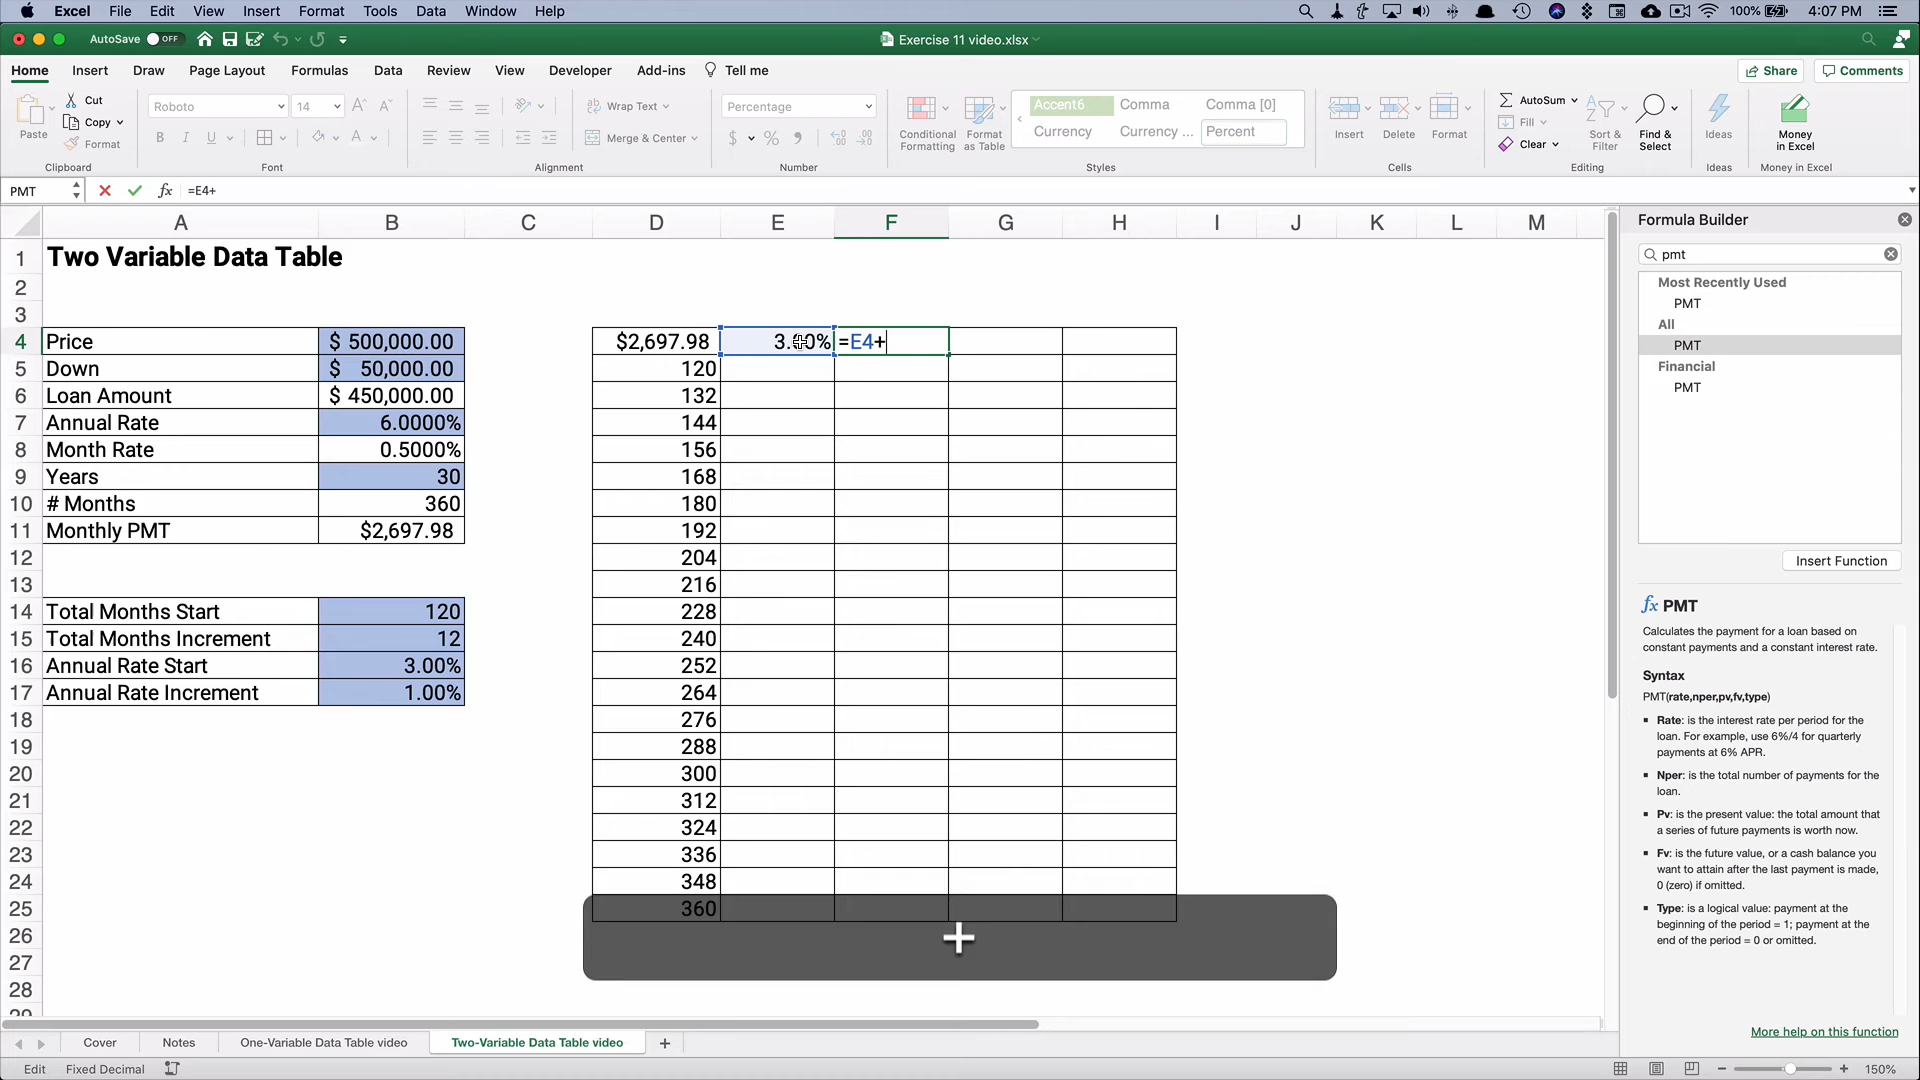 Excel File Edit View Insert Format Tools Data Window Help 100% 4:07 PM
AutoSave OFF Exercise 11 video.xlsx
Home Insert Draw Page Layout Formulas Data Review View Developer Add-ins Tell me Share Comments
Paste Cut Copy Format
Roboto 14
B I U A
Wrap Text
Merge & Center
Percentage
$ %
Conditional Formatting
Format as Table
Accent6 Comma Comma [0]
Currency Currency ... Percent
Insert Delete Format
AutoSum
Fill
Clear
Sort & Filter
Find & Select
Ideas
Money in Excel
Clipboard Font Alignment Number Styles Cells Editing Ideas Money in Excel
PMT fx =E4+
A B C D E F G H I J K L M
1 Two Variable Data Table
2
3
4 Price $ 500,000.00 $2,697.98 =E4+
5 Down $ 50,000.00 120
6 Loan Amount $ 450,000.00 132
7 Annual Rate 6.0000% 144
8 Month Rate 0.5000% 156
9 Years 30 168
10 # Months 360 180
11 Monthly PMT $2,697.98 192
12 204
13 216
14 Total Months Start 120 228
15 Total Months Increment 12 240
16 Annual Rate Start 3.00% 252
17 Annual Rate Increment 1.00% 264
18 276
19 288
20 300
21 312
22 324
23 336
24 348
25 360
26 +
27
28
Formula Builder
pmt
Most Recently Used
PMT
All
PMT
Financial
PMT
Insert Function
fx PMT
Calculates the payment for a loan based on
constant payments and a constant interest rate.
Syntax
PMT(rate,nper,pv,fv,type)
▪ Rate: is the interest rate per period for the
loan. For example, use 6%/4 for quarterly
payments at 6% APR.
▪ Nper: is the total number of payments for the
loan.
▪ Pv: is the present value: the total amount that
a series of future payments is worth now.
▪ Fv: is the future value, or a cash balance you
want to attain after the last payment is made,
0 (zero) if omitted.
▪ Type: is a logical value: payment at the
beginning of the period = 1; payment at the
end of the period = 0 or omitted.
More help on this function
Cover Notes One-Variable Data Table video Two-Variable Data Table video +
Edit Fixed Decimal 150%